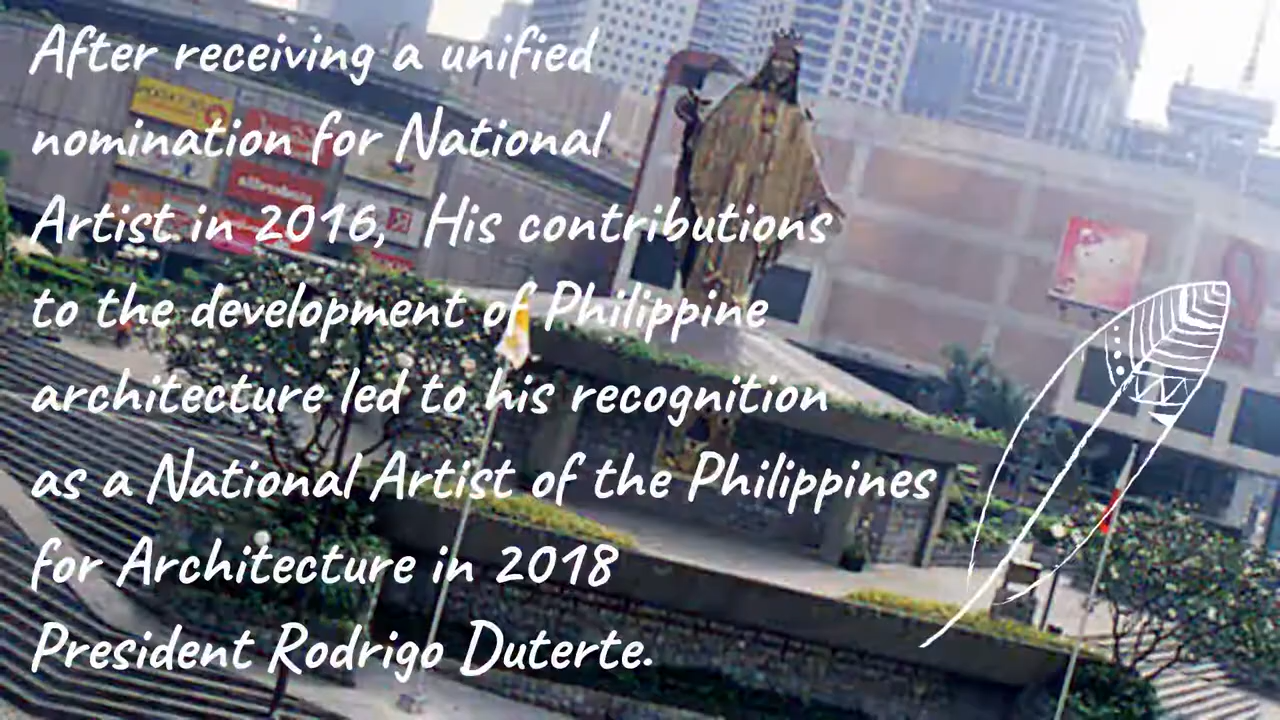 After receiving a unified
nomination for National
Artist in 2016,  His contributions
to the development of Philippine
architecture led to his recognition
as a National Artist of the Philippines
for Architecture in 2018
President Rodrigo Duterte.